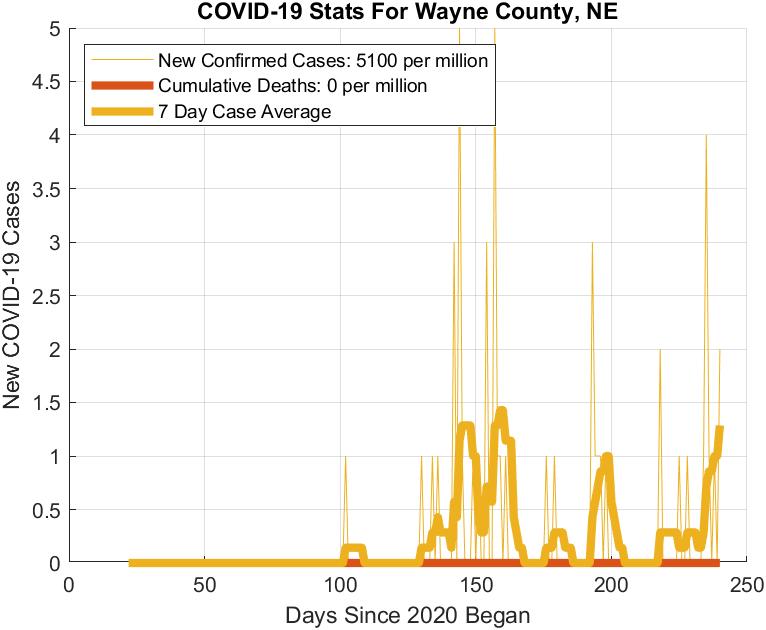 COVID-19 Stats For Wayne County, NE
New Confirmed Cases: 5100 per million
Cumulative Deaths: 0 per million
7 Day Case Average
New COVID-19 Cases
5
4.5
4
3.5
3
2.5
2
1.5
1
0.5
0
0 50 100 150 200 250
Days Since 2020 Began